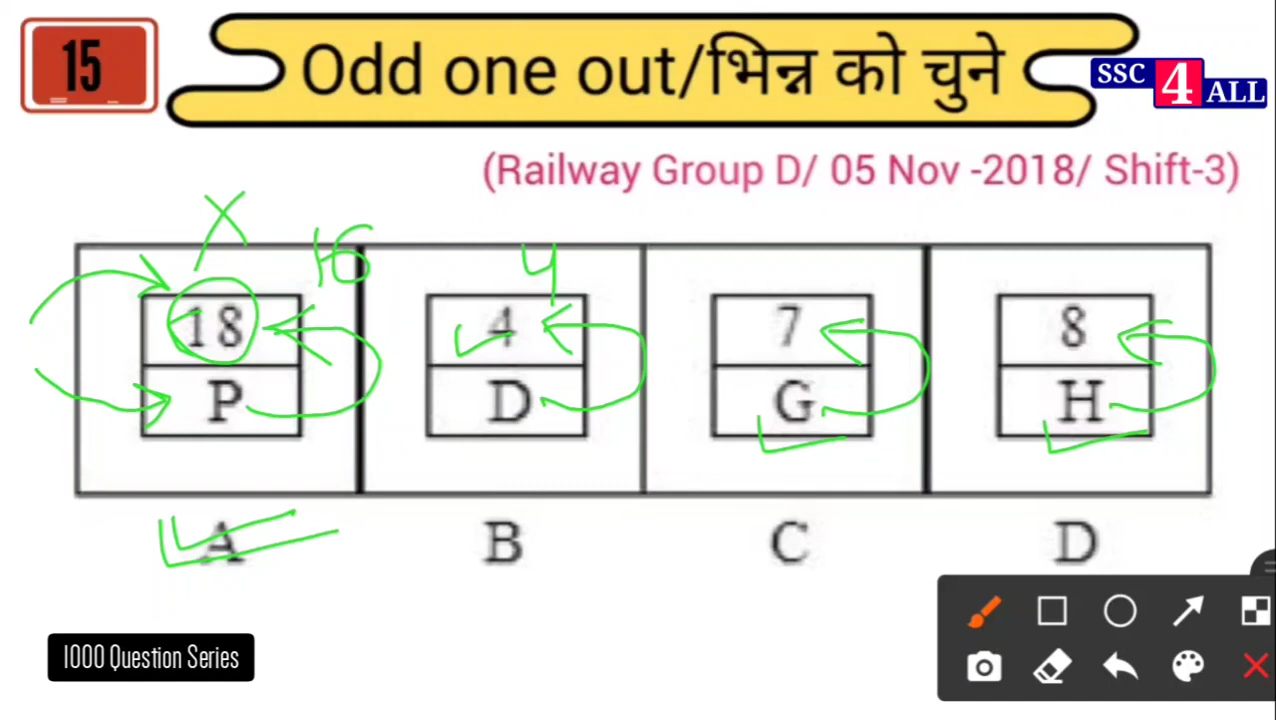 15
Odd one out/भिन्न को चुने
SSC 4 ALL
(Railway Group D/ 05 Nov -2018/ Shift-3)
X 16 4
18 4 7 8
P D G H
A B C D
1000 Question Series